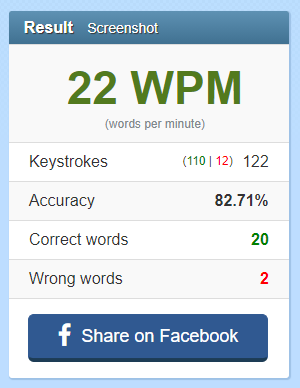 Result Screenshot
22 WPM
(words per minute)
Keystrokes (110 | 12) 122
Accuracy 82.71%
Correct words 20
Wrong words 2
f Share on Facebook